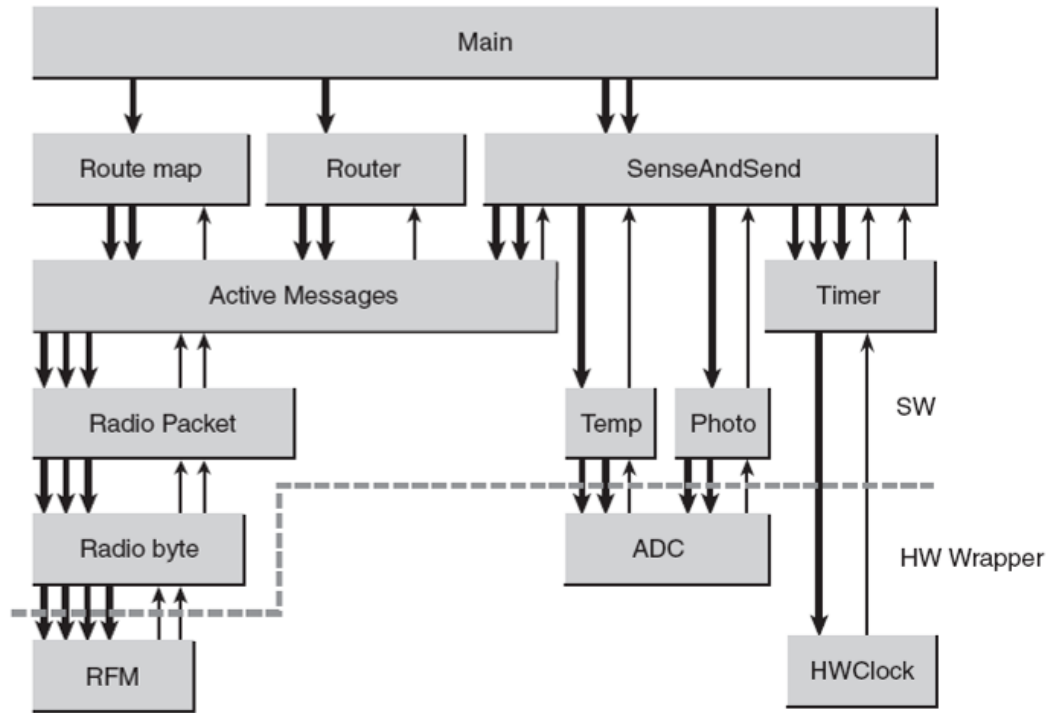 Main
Route map
Router
SenseAndSend
Active Messages
Timer
Radio Packet
Temp
Photo
SW
Radio byte
ADC
HW Wrapper
RFM
HWClock